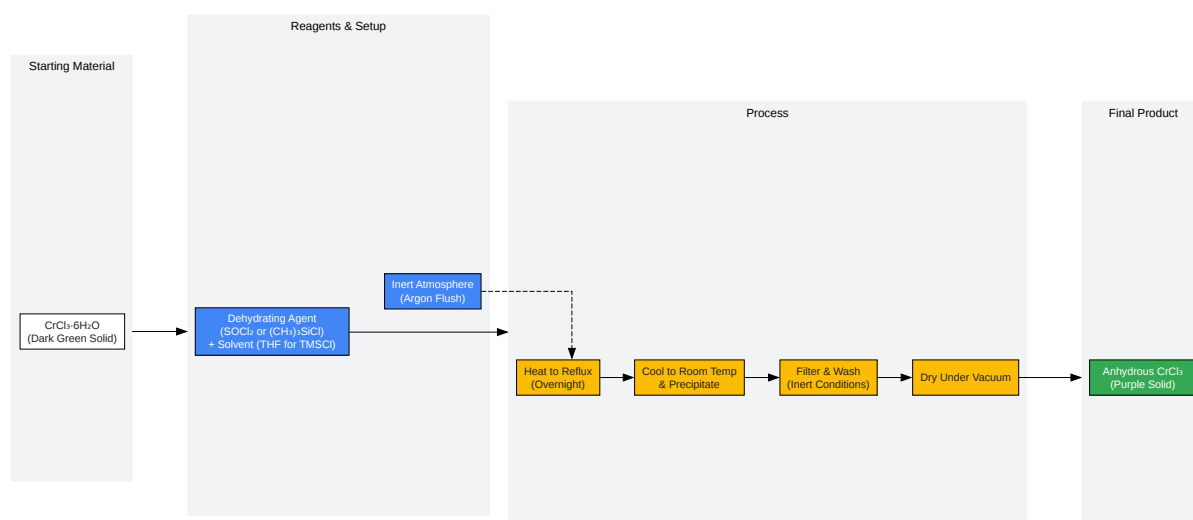 Starting Material
CrCl₃·6H₂O
(Dark Green Solid)
Reagents & Setup
Dehydrating Agent
(SOCl₂ or (CH₃)₃SiCl)
+ Solvent (THF for TMSCl)
Inert Atmosphere
(Argon Flush)
Process
Heat to Reflux
(Overnight)
Cool to Room Temp
& Precipitate
Filter & Wash
(Inert Conditions)
Dry Under Vacuum
Final Product
Anhydrous CrCl₃
(Purple Solid)